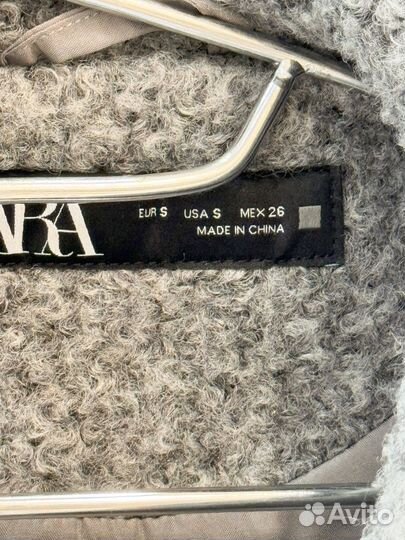 ZARA
EUR S USA S MEX 26
MADE IN CHINA
Avito